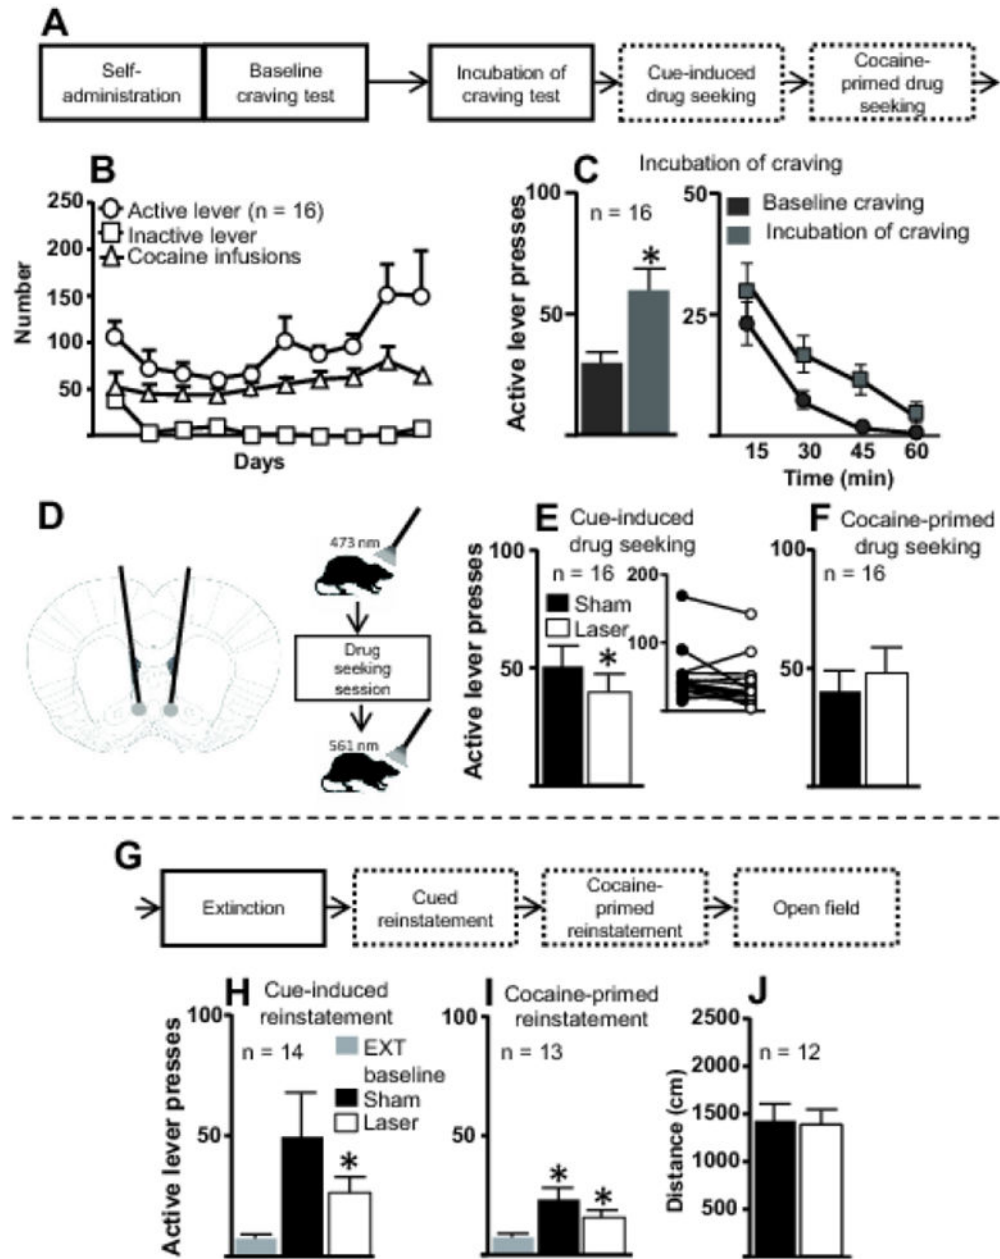 A
Self-
administration
Baseline
craving test
Incubation of
craving test
Cue-induced
drug seeking
Cocaine-
primed drug
seeking
B
250
200
150
100
50
Number
Active lever (n = 16)
Inactive lever
Cocaine infusions
Days
C
Incubation of craving
100
50
Active lever presses
n = 16
*
50
25
Baseline craving
Incubation of craving
15 30 45 60
Time (min)
D
473 nm
Drug
seeking
session
561 nm
E
Cue-induced
drug seeking
100
50
Active lever presses
n = 16
Sham
Laser
*
200
100
F
Cocaine-primed
drug seeking
100
50
n = 16
G
Extinction
Cued
reinstatement
Cocaine-
primed
reinstatement
Open field
H
Cue-induced
reinstatement
100
50
Active lever presses
n = 14
EXT
baseline
Sham
Laser
*
I
Cocaine-primed
reinstatement
100
50
n = 13
*
*
J
2500
2000
1500
1000
500
Distance (cm)
n = 12